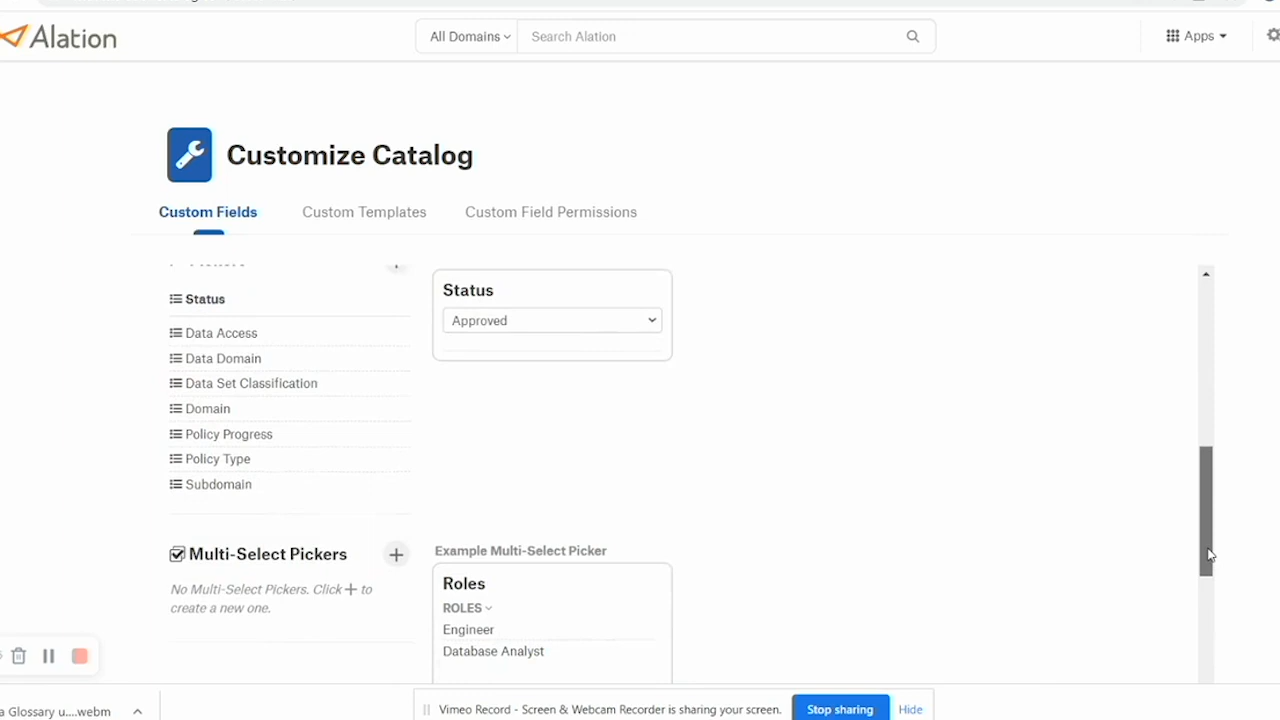 Alation
All Domains
Search Alation
Apps
Customize Catalog
Custom Fields
Custom Templates
Custom Field Permissions
Status
Data Access
Data Domain
Data Set Classification
Domain
Policy Progress
Policy Type
Subdomain
Status
Approved
Multi-Select Pickers
No Multi-Select Pickers. Click + to
create a new one.
Example Multi-Select Picker
Roles
ROLES
Engineer
Database Analyst
a Glossary u....webm
Vimeo Record - Screen & Webcam Recorder is sharing your screen.
Stop sharing
Hide